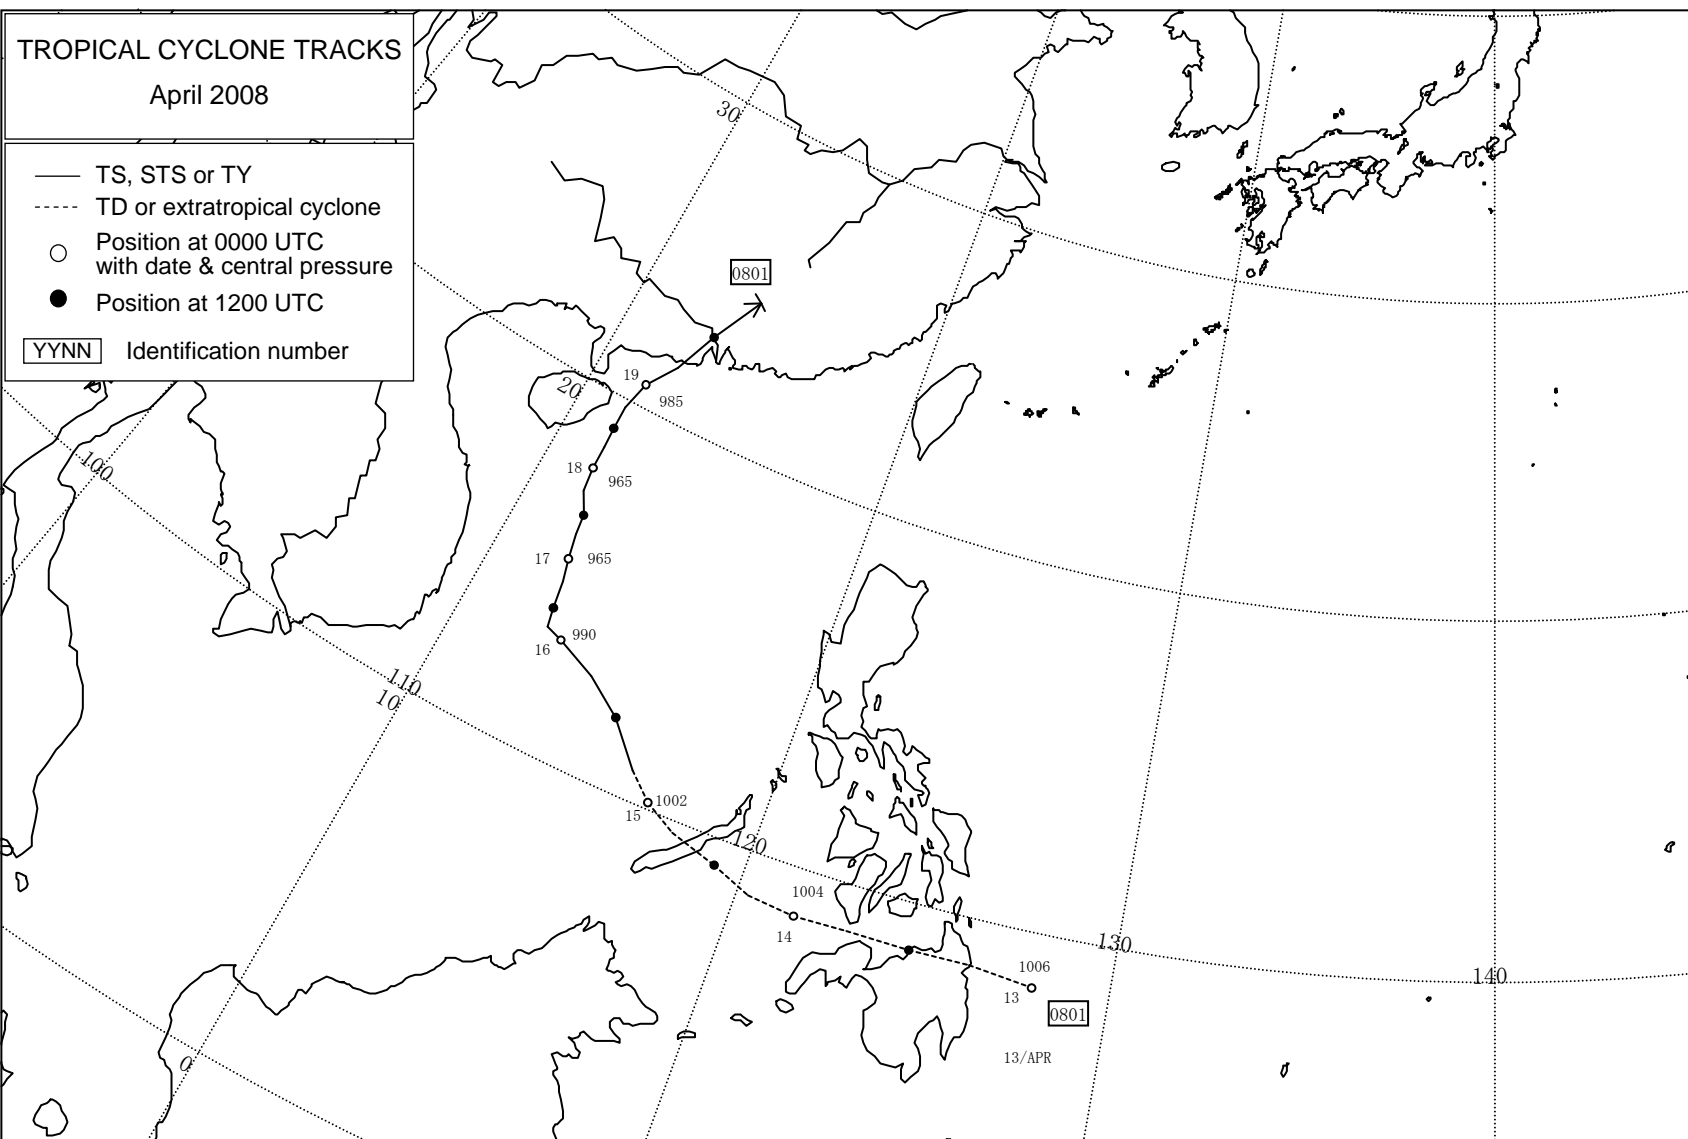 TROPICAL CYCLONE TRACKS
April 2008
TS, STS or TY
TD or extratropical cyclone
Position at 0000 UTC
with date & central pressure
Position at 1200 UTC
YYNN Identification number
30
0801
19
985
20
18
965
100
17
965
990
16
110
10
1002
15
120
1004
14
130
1006
13
140
0801
13/APR
0